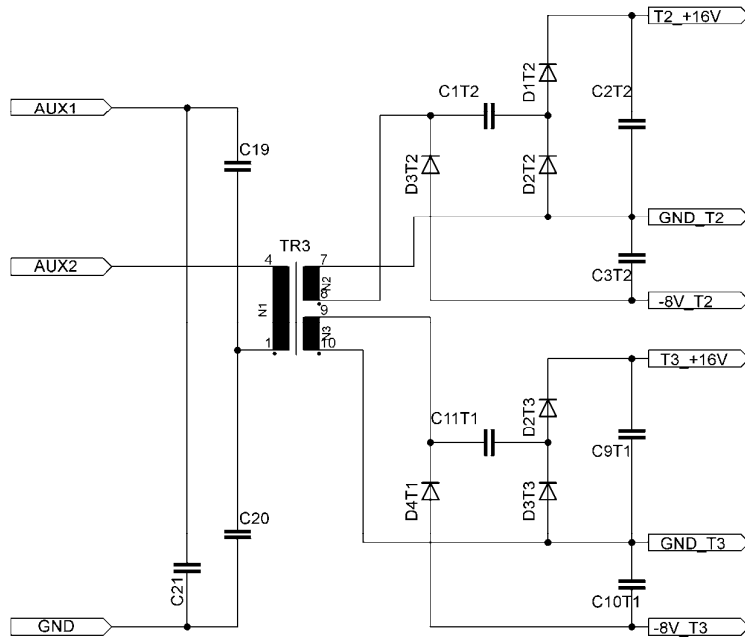 T2_+16V
AUX1
C1T2
D1T2
C2T2
C19
D3T2
D2T2
GND_T2
AUX2
TR3
4
7
N2
8
C3T2
-8V_T2
N1
9
N3
1
10
T3_+16V
C11T1
D2T3
C9T1
D4T1
D3T3
C20
GND_T3
C21
C10T1
GND
-8V_T3